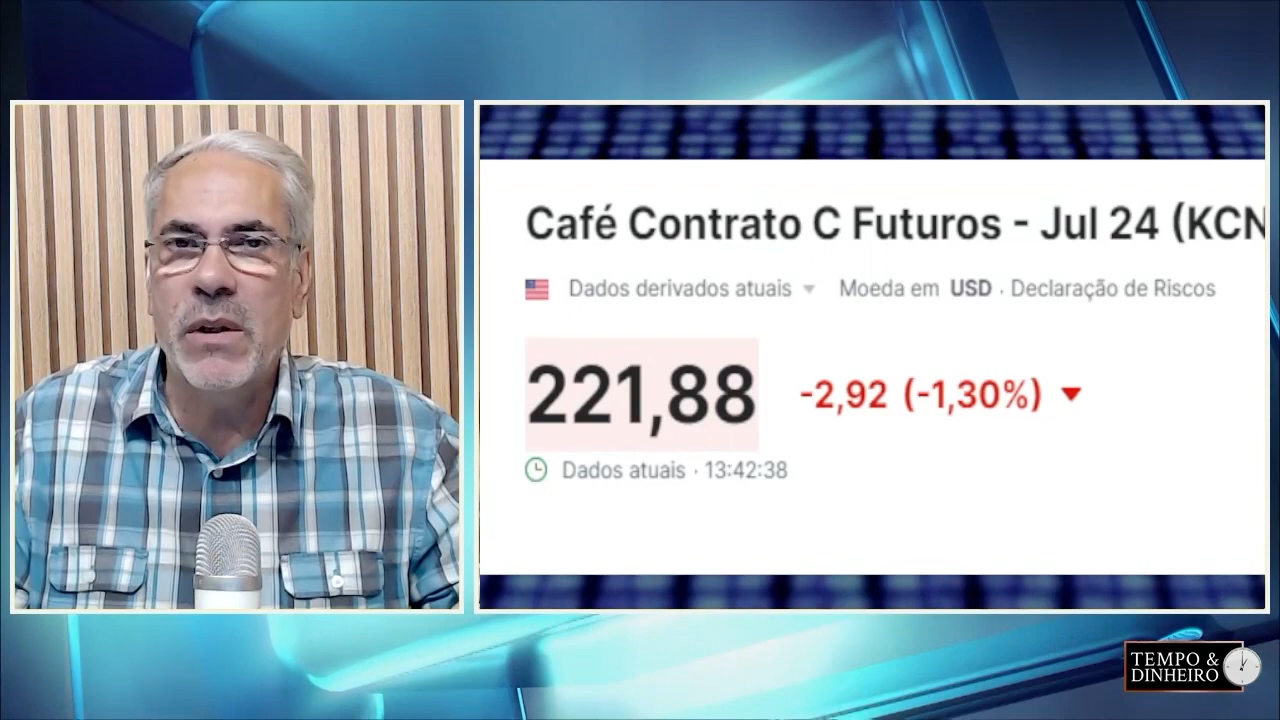 Café Contrato C Futuros - Jul 24 (KCN
Dados derivados atuais Moeda em USD . Declaração de Riscos
221,88 -2,92 (-1,30%)
Dados atuais · 13:42:38
TEMPO &
DINHEIRO